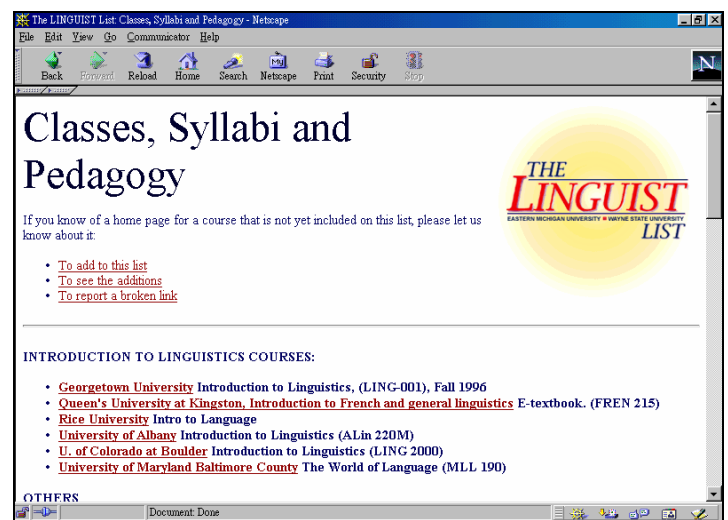 The LINGUIST List: Classes, Syllabi and Pedagogy - Netscape
File Edit View Go Communicator Help
Back Forward Reload Home Search Netscape Print Security Stop
My
N
Classes, Syllabi and
Pedagogy
THE
LINGUIST
EASTERN MICHIGAN UNIVERSITY WAYNE STATE UNIVERSITY
LIST
If you know of a home page for a course that is not yet included on this list, please let us
know about it:
• To add to this list
• To see the additions
• To report a broken link
INTRODUCTION TO LINGUISTICS COURSES:
• Georgetown University Introduction to Linguistics, (LING-001), Fall 1996
• Queen's University at Kingston, Introduction to French and general linguistics E-textbook. (FREN 215)
• Rice University Intro to Language
• University of Albany Introduction to Linguistics (ALin 220M)
• U. of Colorado at Boulder Introduction to Linguistics (LING 2000)
• University of Maryland Baltimore County The World of Language (MLL 190)
OTHERS
Document: Done